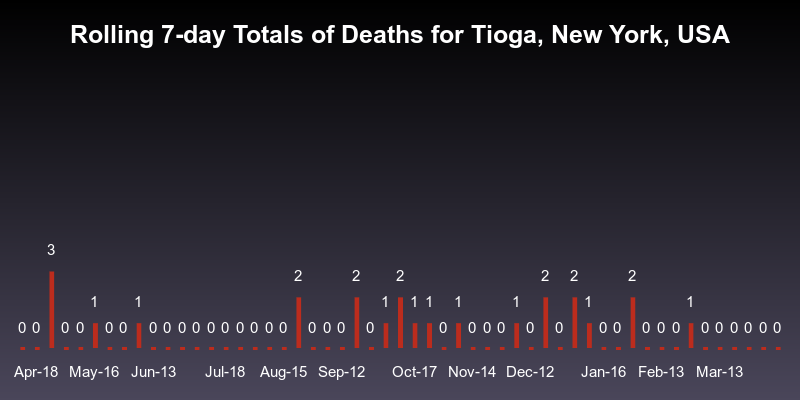 Rolling 7-day Totals of Deaths for Tioga, New York, USA
3
2 2 2 2 2 2
1 1 1 1 1 1 1 1 1
0 0 0 0 0 0 0 0 0 0 0 0 0 0 0 0 0 0 0 0 0 0 0 0 0 0 0 0 0 0 0 0 0 0 0 0 0
Apr-18 May-16 Jun-13 Jul-18 Aug-15 Sep-12 Oct-17 Nov-14 Dec-12 Jan-16 Feb-13 Mar-13